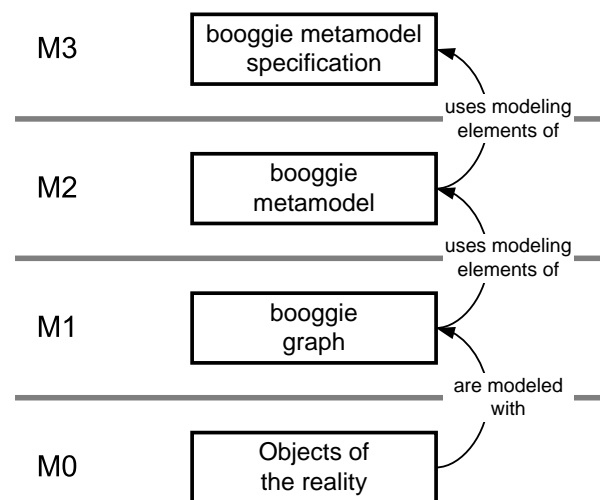 M3
booggie metamodel
specification
uses modeling
elements of
M2
booggie
metamodel
uses modeling
elements of
M1
booggie
graph
are modeled
with
M0
Objects of
the reality